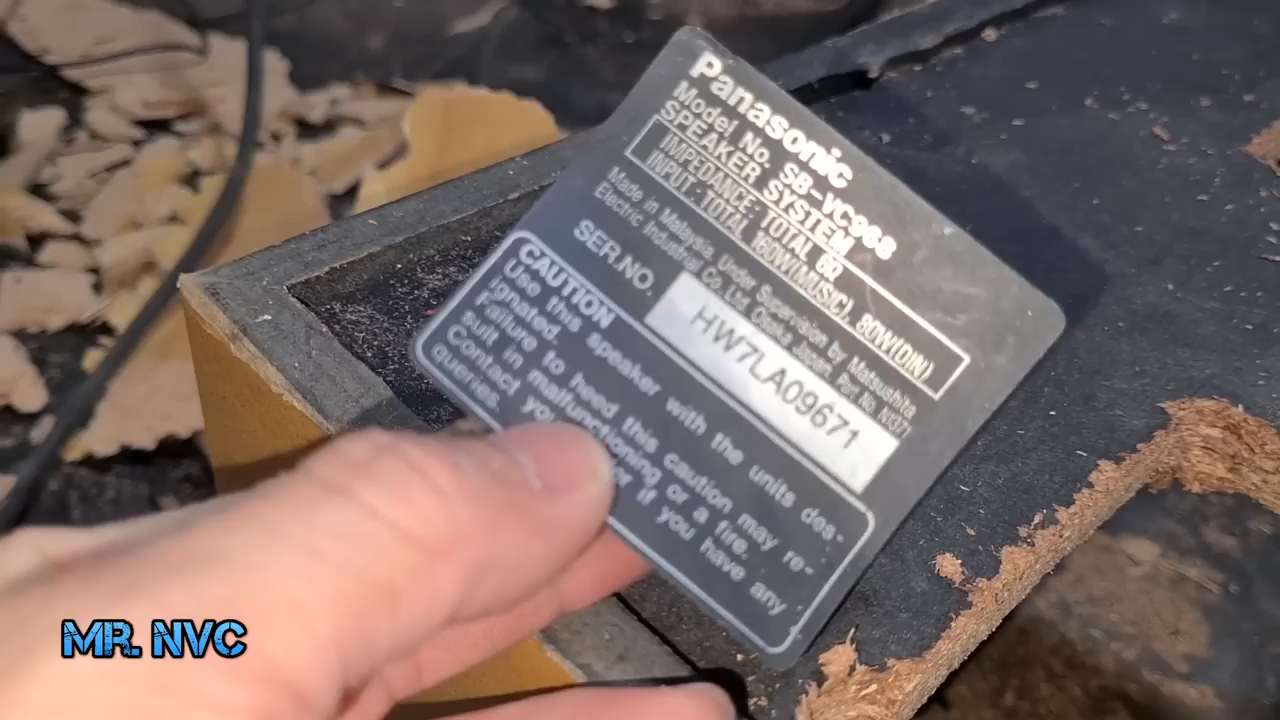 Panasonic
Model No. SB-VC968
SPEAKER SYSTEM
IMPEDANCE: TOTAL 6Ω
INPUT: TOTAL 160W(MUSIC), 80W(DIN)
Made in Malaysia, Under Supervision by Matsushita
Electric Industrial Co., Ltd. Osaka Japan
SER.NO. HW7LA09671
CAUTION
Use this speaker with the units des-
ignated.
Failure to heed this caution may re-
sult in malfunctioning or a fire.
Contact your if you have any
queries.
MR. NVC